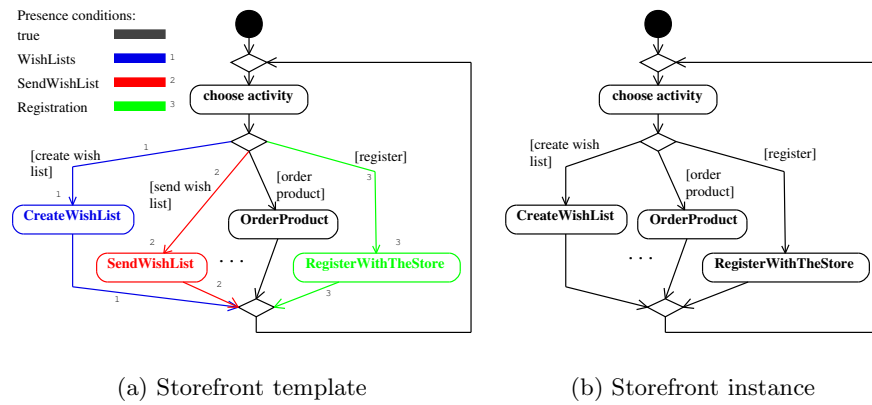 Presence conditions:
true
WishLists 1
SendWishList 2
Registration 3
choose activity
[create wish
list]
1
[send wish
list]
2
[order
product]
[register]
3
1
CreateWishList
OrderProduct
2
SendWishList
. . .
3
RegisterWithTheStore
1
2
3
(a) Storefront template
choose activity
[create wish
list]
[order
product]
[register]
CreateWishList
OrderProduct
. . .
RegisterWithTheStore
(b) Storefront instance